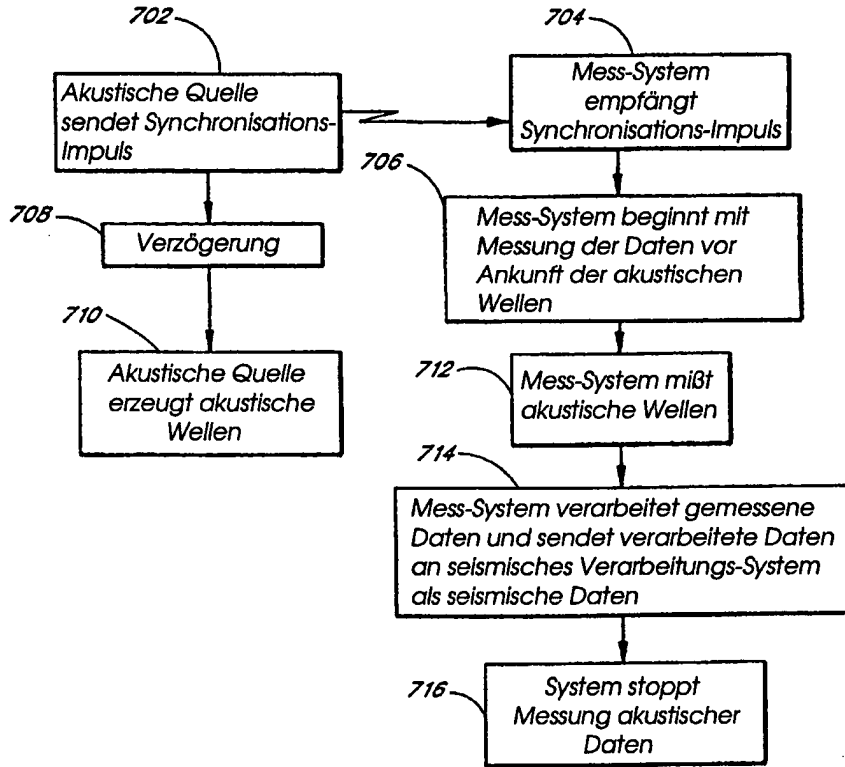 702
Akustische Quelle
sendet Synchronisations-
Impuls
704
Mess-System
empfängt
Synchronisations-Impuls
706
Mess-System beginnt mit
Messung der Daten vor
Ankunft der akustischen
Wellen
708
Verzögerung
710
Akustische Quelle
erzeugt akustische
Wellen
712
Mess-System mißt
akustische Wellen
714
Mess-System verarbeitet gemessene
Daten und sendet verarbeitete Daten
an seismisches Verarbeitungs-System
als seismische Daten
716
System stoppt
Messung akustischer
Daten